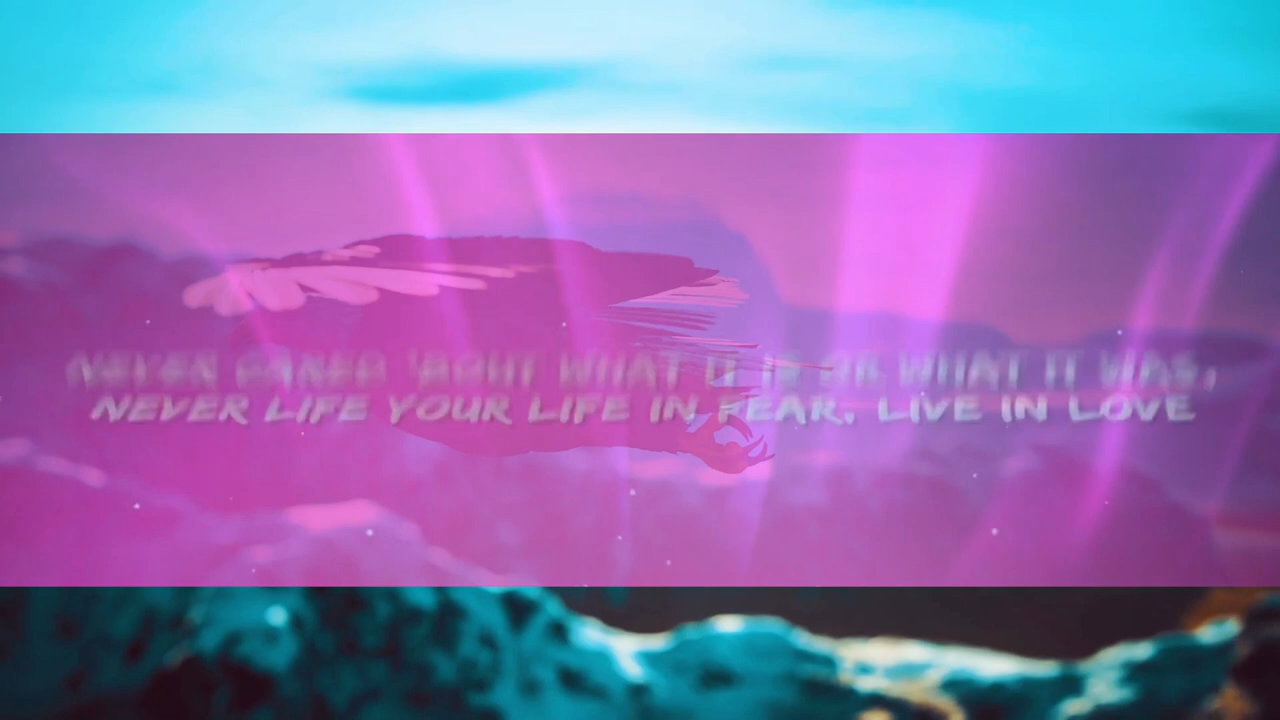 NEVER CARED 'BOUT WHAT IT IS OR WHAT IT WAS,
NEVER LIFE YOUR LIFE IN FEAR, LIVE IN LOVE